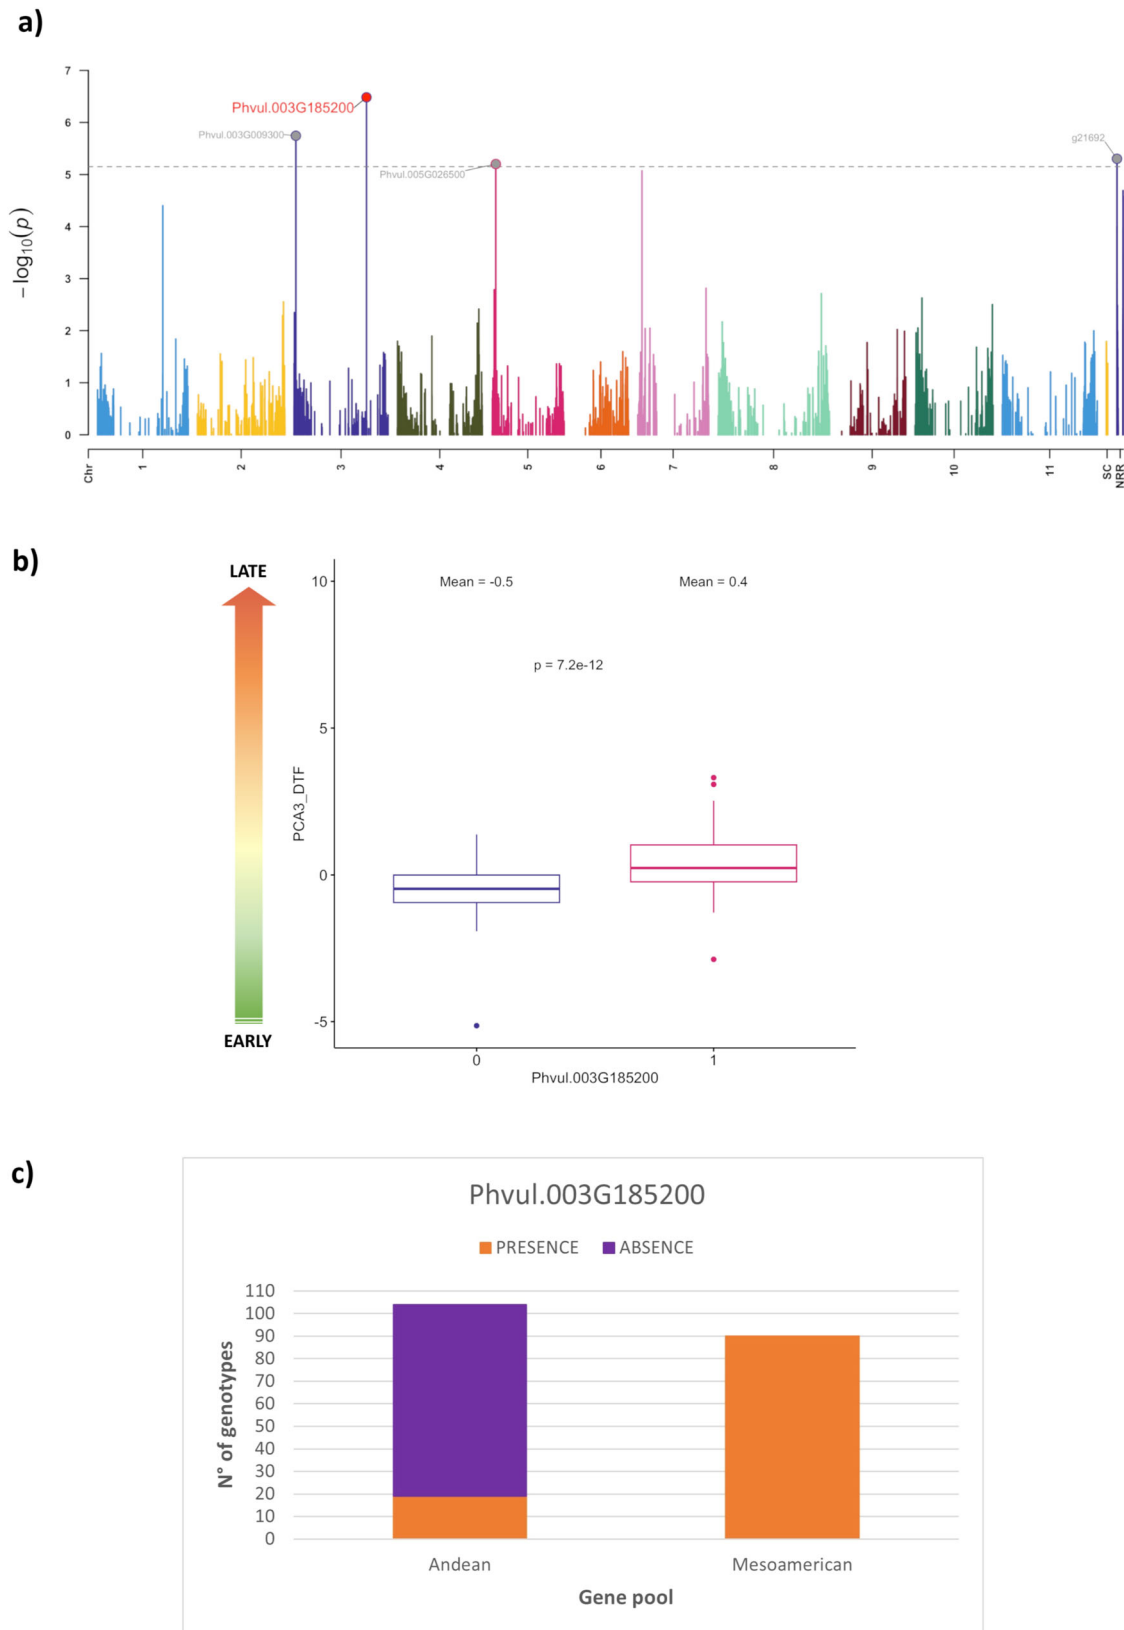 a)
7
6
5
4
3
2
1
0
−log10(p)
Phvul.003G185200
Phvul.003G009300
Phvul.005G026500
g21692
Chr
1
2
3
4
5
6
7
8
9
10
11
SC
NRR
b)
LATE
EARLY
10
5
0
-5
PCA3_DTF
Mean = -0.5
Mean = 0.4
p = 7.2e-12
0
1
Phvul.003G185200
c)
Phvul.003G185200
PRESENCE ABSENCE
110
100
90
80
70
60
50
40
30
20
10
0
N° of genotypes
Andean
Mesoamerican
Gene pool